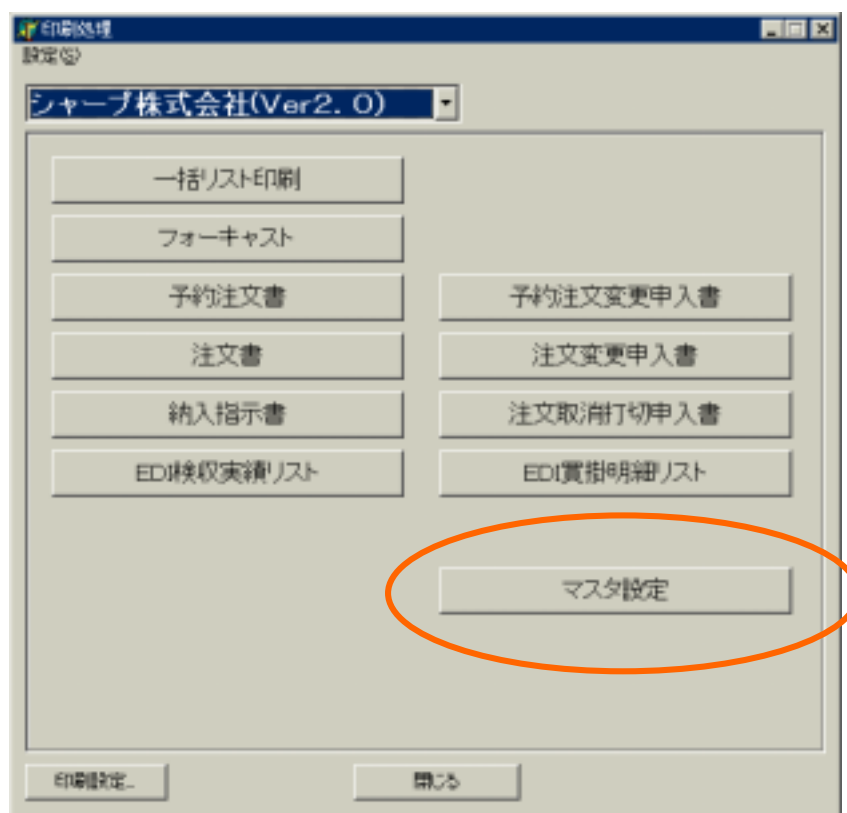 印刷処理
設定(S)
シャープ株式会社(Ver2. 0)
一括リスト印刷
フォーキャスト
予約注文書
予約注文変更申入書
注文書
注文変更申入書
納入指示書
注文取消打切申入書
EDI検収実績リスト
EDI買掛明細リスト
マスタ設定
印刷設定...
閉じる